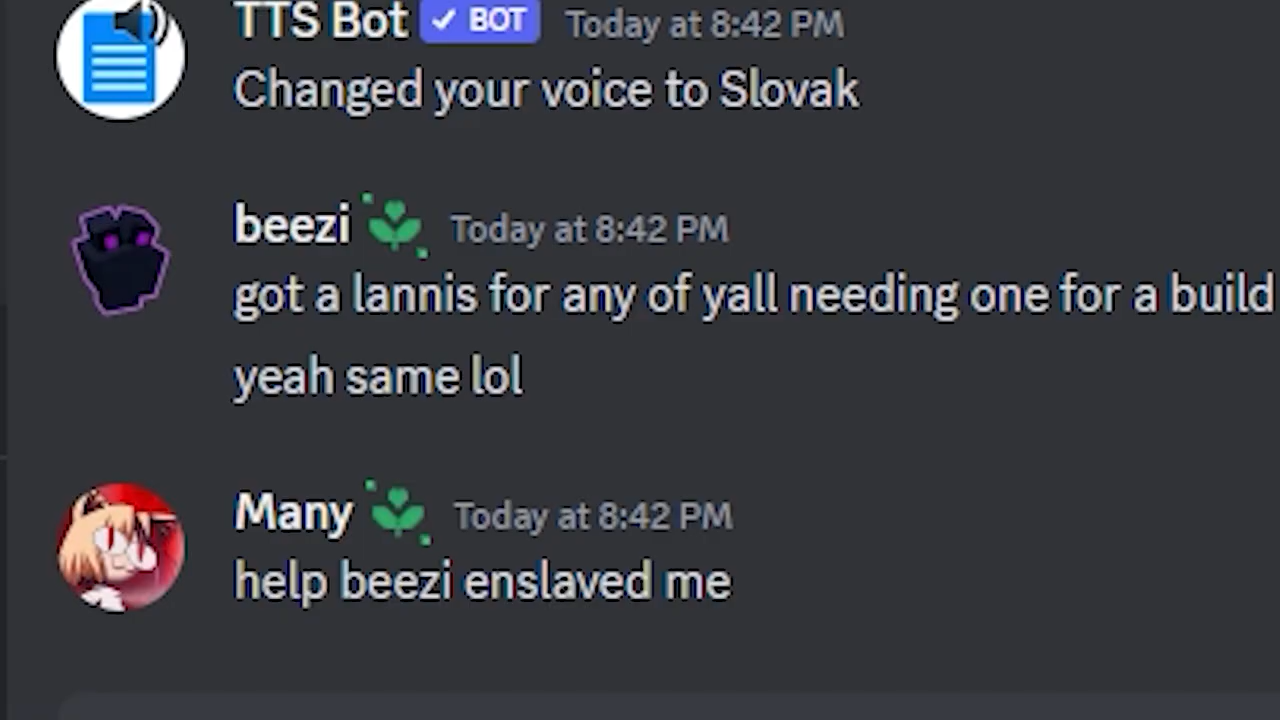 TTS Bot ✓ BOT Today at 8:42 PM
Changed your voice to Slovak
beezi Today at 8:42 PM
got a lannis for any of yall needing one for a build
yeah same lol
Many Today at 8:42 PM
help beezi enslaved me